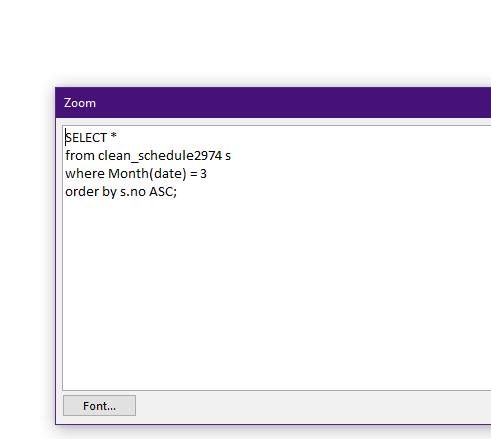 Zoom
SELECT *
from clean_schedule2974 s
where Month(date) = 3
order by s.no ASC;
Font...